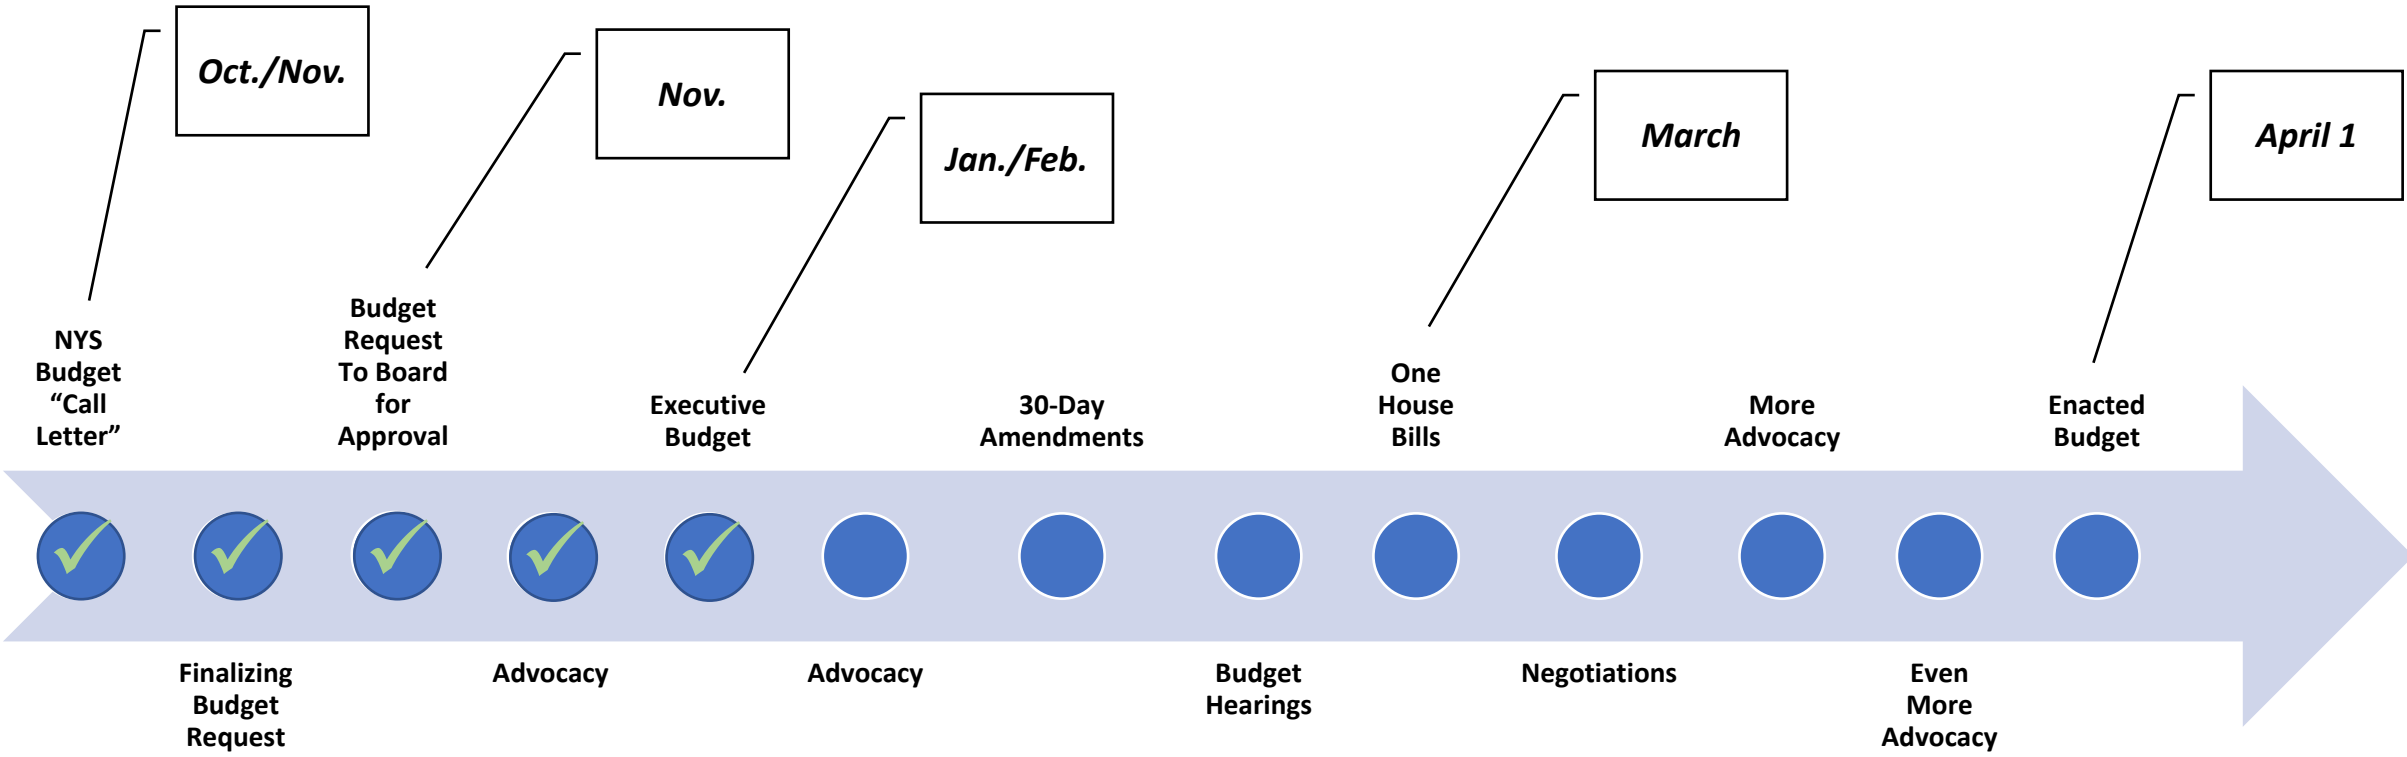 Oct./Nov.
Nov.
Jan./Feb.
March
April 1
NYS
Budget
“Call
Letter”
Budget
Request
To Board
for
Approval
Executive
Budget
30-Day
Amendments
One
House
Bills
More
Advocacy
Enacted
Budget
Finalizing
Budget
Request
Advocacy
Advocacy
Budget
Hearings
Negotiations
Even
More
Advocacy